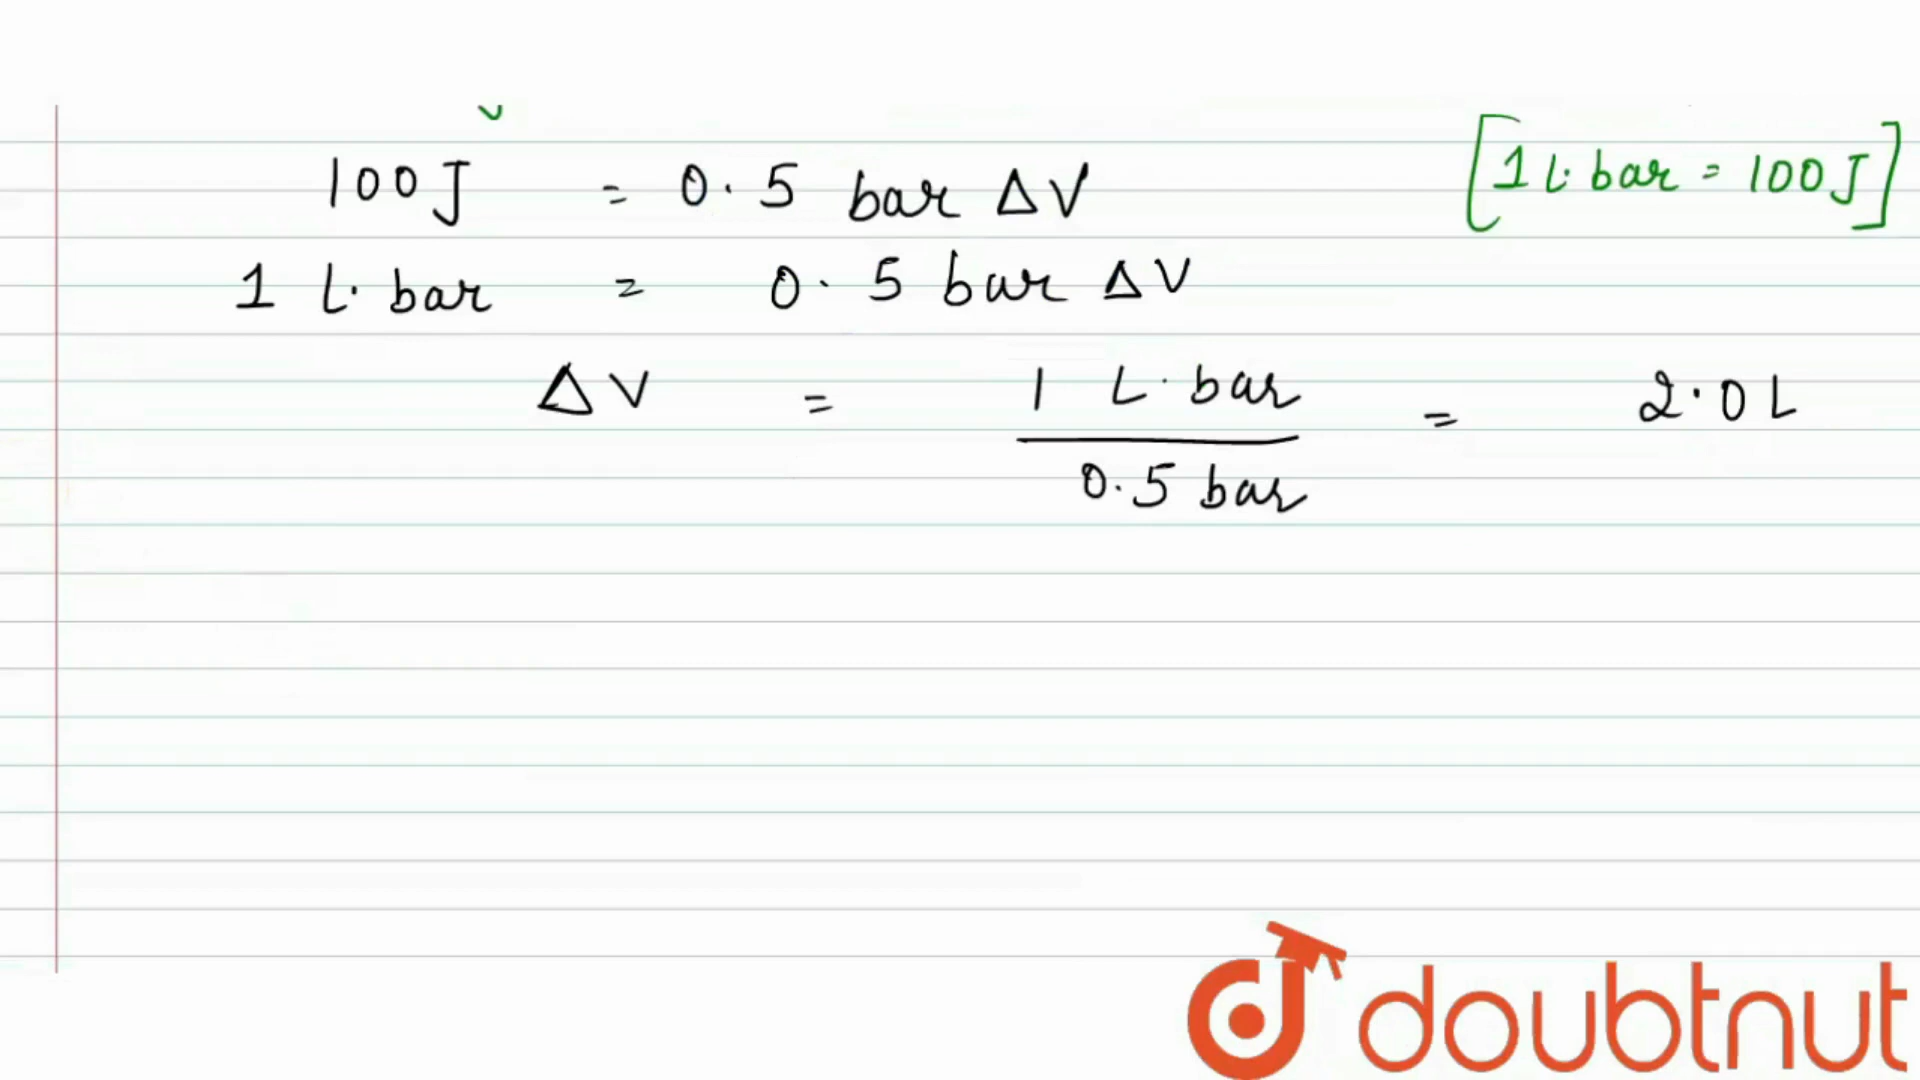 100 J = 0.5 bar ΔV [1 L. bar = 100 J]
1 L. bar = 0.5 bar ΔV
ΔV = 1 L. bar / 0.5 bar = 2.0 L
doubtnut